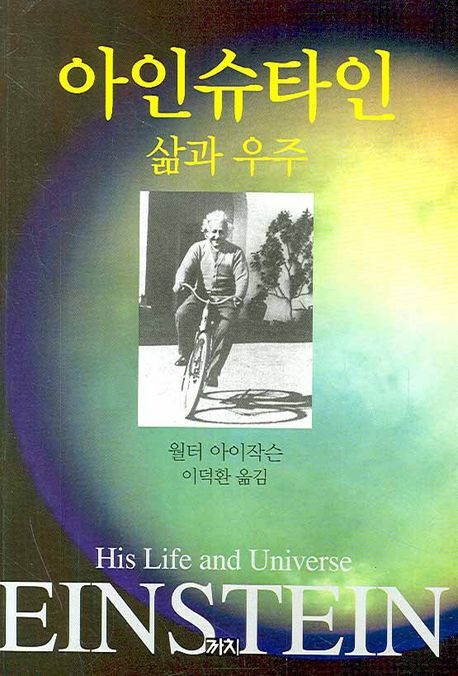 아인슈타인
삶과 우주
월터 아이작슨
이덕환 옮김
His Life and Universe
EINSTEIN
까치